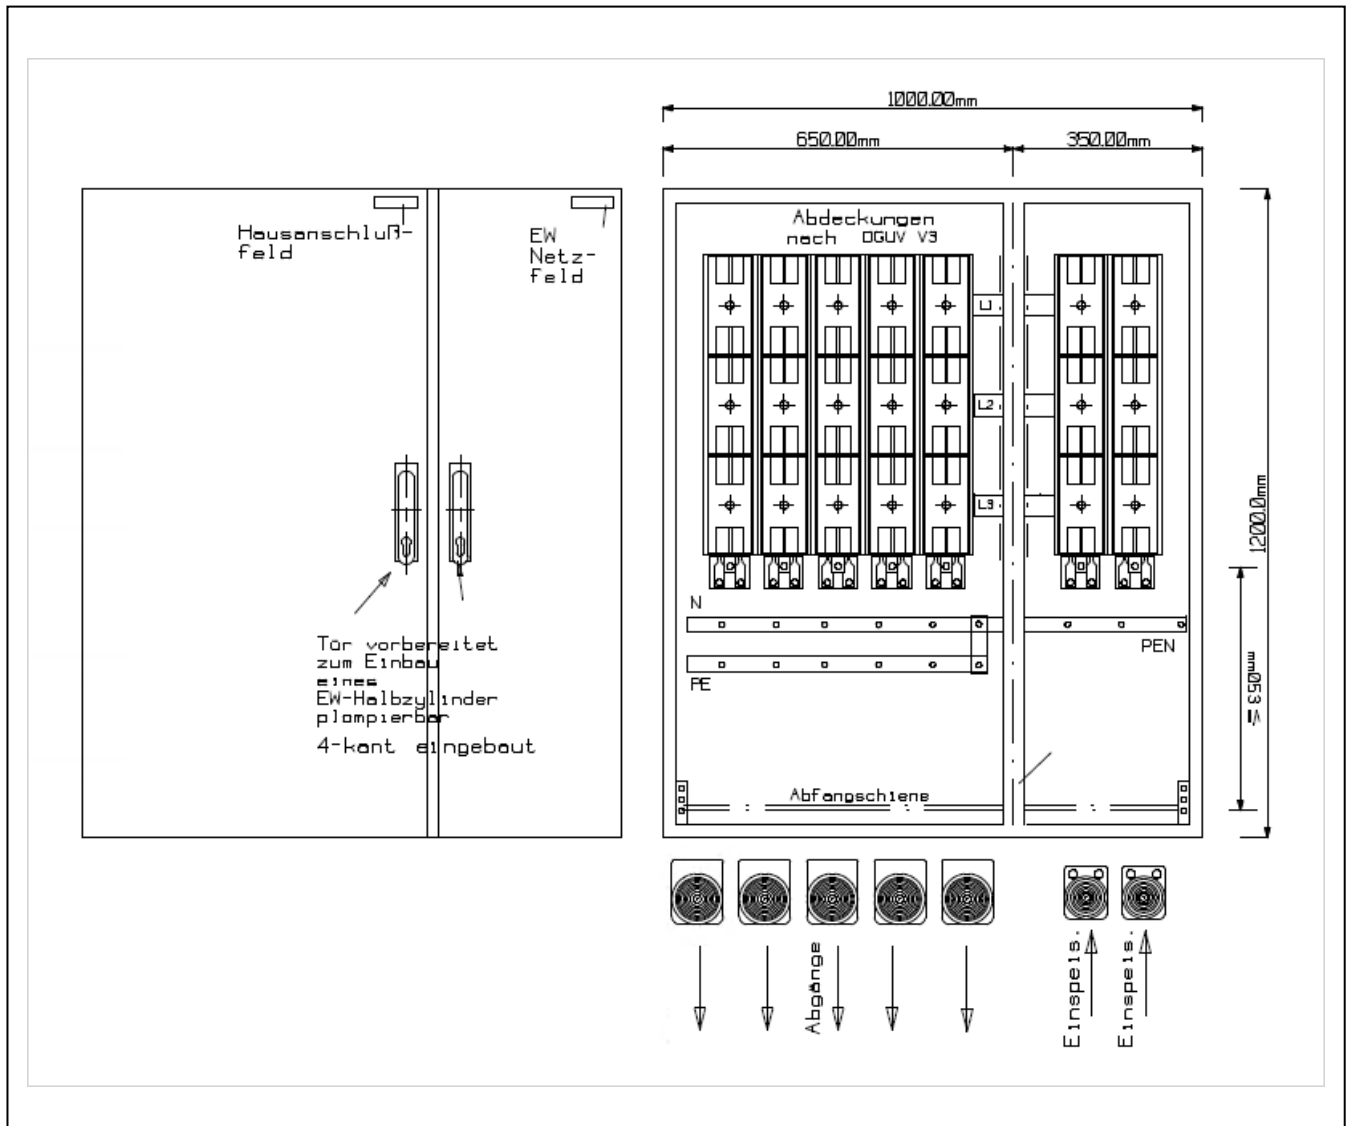 1000.00mm
650.00mm
350.00mm
Hausanschluß-
feld
EW
Netz-
feld
Abdeckungen
nach DGUV V3
L1
L2
L3
1200.0mm
N
PEN
PE
≥ 350mm
Tür vorbereitet
zum Einbau
eines
EW-Halbzylinder
plompierbar
4-kant eingebaut
Abfangschiene
Abgänge
Einspeis.
Einspeis.